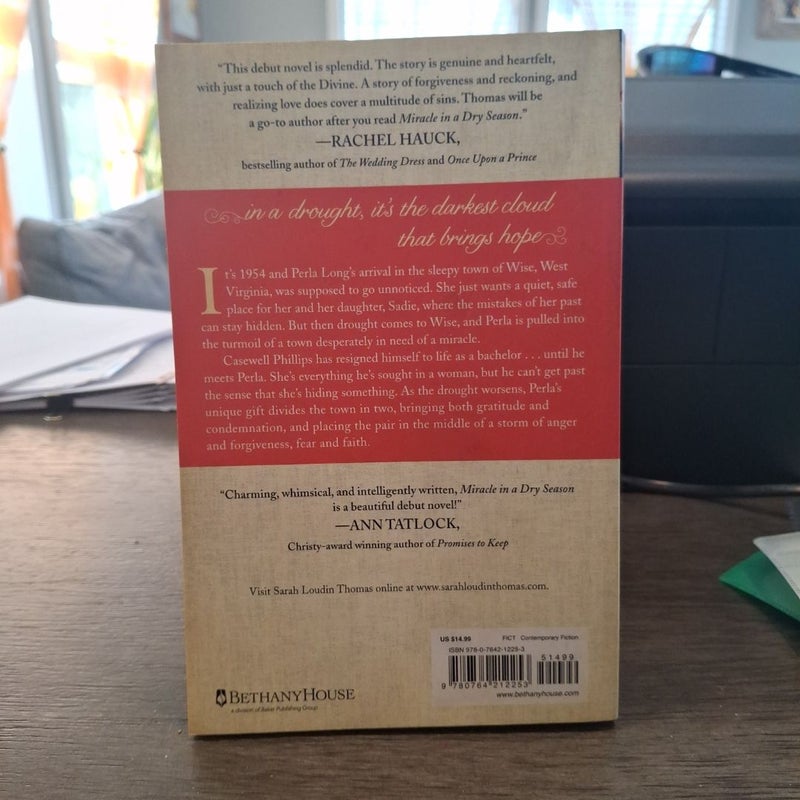 “This debut novel is splendid. The story is genuine and heartfelt,
with just a touch of the Divine. A story of forgiveness and reckoning, and
realizing love does cover a multitude of sins. Thomas will be
a go-to author after you read Miracle in a Dry Season.”
—RACHEL HAUCK,
bestselling author of The Wedding Dress and Once Upon a Prince
in a drought, it's the darkest cloud
that brings hope
It's 1954 and Perla Long's arrival in the sleepy town of Wise, West
Virginia, was supposed to go unnoticed. She just wants a quiet, safe
place for her and her daughter, Sadie, where the mistakes of her past
can stay hidden. But then drought comes to Wise, and Perla is pulled into
the turmoil of a town desperately in need of a miracle.
Casewell Phillips has resigned himself to life as a bachelor . . . until he
meets Perla. She's everything he's sought in a woman, but he can't get past
the sense that she's hiding something. As the drought worsens, Perla's
unique gift divides the town in two, bringing both gratitude and
condemnation, and placing the pair in the middle of a storm of anger
and forgiveness, fear and faith.
“Charming, whimsical, and intelligently written, Miracle in a Dry Season
is a beautiful debut novel!”
—ANN TATLOCK,
Christy-award winning author of Promises to Keep
Visit Sarah Loudin Thomas online at www.sarahloudinthomas.com.
US $14.99 FICT Contemporary Fiction
ISBN 978-0-7642-1225-3
51499
9 780764 212253
www.bethanyhouse.com
BETHANYHOUSE
a division of Baker Publishing Group